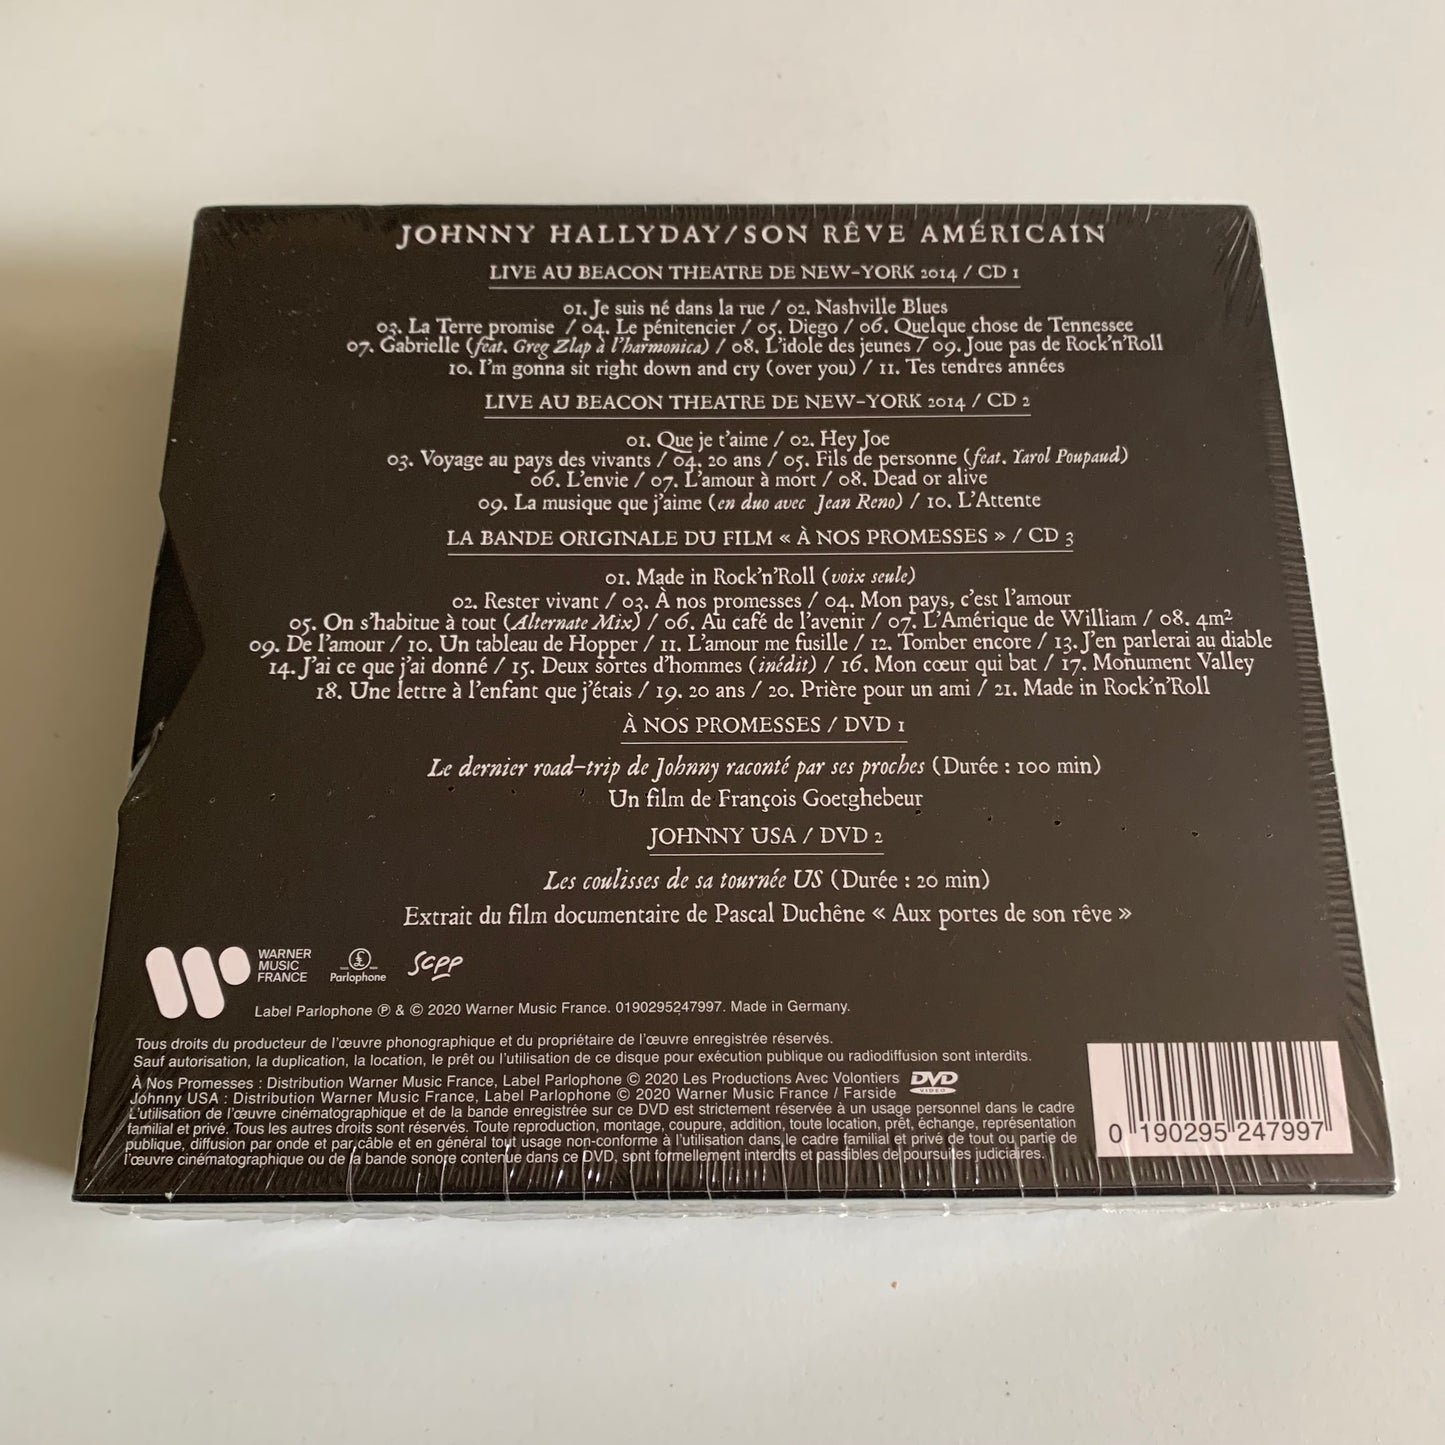 JOHNNY HALLYDAY/SON RÊVE AMÉRICAIN
LIVE AU BEACON THEATRE DE NEW-YORK 2014 / CD 1
01. Je suis né dans la rue / 02. Nashville Blues
03. La Terre promise / 04. Le pénitencier / 05. Diego / 06. Quelque chose de Tennessee
07. Gabrielle (feat. Greg Zlap à l'harmonica) / 08. L'idole des jeunes / 09. Joue pas de Rock'n'Roll
10. I'm gonna sit right down and cry (over you) / 11. Tes tendres années
LIVE AU BEACON THEATRE DE NEW-YORK 2014 / CD 2
01. Que je t'aime / 02. Hey Joe
03. Voyage au pays des vivants / 04. 20 ans / 05. Fils de personne (feat. Yarol Poupaud)
06. L'envie / 07. L'amour à mort / 08. Dead or alive
09. La musique que j'aime (en duo avec Jean Reno) / 10. L'Attente
LA BANDE ORIGINALE DU FILM « À NOS PROMESSES » / CD 3
01. Made in Rock'n'Roll (voix seule)
02. Rester vivant / 03. À nos promesses / 04. Mon pays, c'est l'amour
05. On s'habitue à tout (Alternate Mix) / 06. Au café de l'avenir / 07. L'Amérique de William / 08. 4m²
09. De l'amour / 10. Un tableau de Hopper / 11. L'amour me fusille / 12. Tomber encore / 13. J'en parlerai au diable
14. J'ai ce que j'ai donné / 15. Deux sortes d'hommes (inédit) / 16. Mon cœur qui bat / 17. Monument Valley
18. Une lettre à l'enfant que j'étais / 19. 20 ans / 20. Prière pour un ami / 21. Made in Rock'n'Roll
À NOS PROMESSES / DVD 1
Le dernier road-trip de Johnny raconté par ses proches (Durée : 100 min)
Un film de François Goetghebeur
JOHNNY USA / DVD 2
Les coulisses de sa tournée US (Durée : 20 min)
Extrait du film documentaire de Pascal Duchêne « Aux portes de son rêve »
WARNER
MUSIC
FRANCE
Parlophone
SCPP
Label Parlophone ℗ & © 2020 Warner Music France. 0190295247997. Made in Germany.
Tous droits du producteur de l'œuvre phonographique et du propriétaire de l'œuvre enregistrée réservés.
Sauf autorisation, la duplication, la location, le prêt ou l'utilisation de ce disque pour exécution publique ou radiodiffusion sont interdits.
À Nos Promesses : Distribution Warner Music France, Label Parlophone © 2020 Les Productions Avec Volontiers
DVD
VIDEO
Johnny USA : Distribution Warner Music France, Label Parlophone © 2020 Warner Music France / Farside
L'utilisation de l'œuvre cinématographique et de la bande enregistrée sur ce DVD est strictement réservée à un usage personnel dans le cadre
familial et privé. Tous les autres droits sont réservés. Toute reproduction, montage, coupure, addition, toute location, prêt, échange, représentation
publique, diffusion par onde et par câble et en général tout usage non-conforme à l'utilisation dans le cadre familial et privé de tout ou partie de
l'œuvre cinématographique ou de la bande sonore contenue dans ce DVD, sont formellement interdits et passibles de poursuites judiciaires.
0 190295 247997